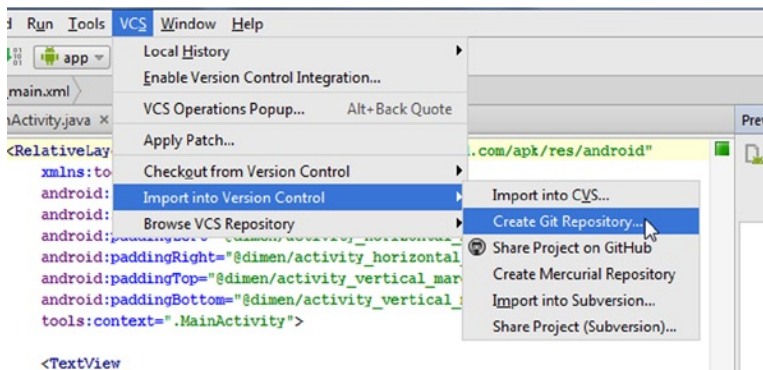 Run Tools VCS Window Help
app
Local History
Enable Version Control Integration...
main.xml
VCS Operations Popup... Alt+Back Quote
Activity.java
Apply Patch...
Pre
<RelativeLay
.com/apk/res/android"
Checkout from Version Control
xmlns:to
Import into Version Control
android:
Import into CVS...
android:
Browse VCS Repository
Create Git Repository...
android:
Share Project on GitHub
android:paddingRight="@dimen/activity_horizontal_
Create Mercurial Repository
android:paddingTop="@dimen/activity_vertical_mar
Import into Subversion...
android:paddingBottom="@dimen/activity_vertical_
Share Project (Subversion)...
tools:context=".MainActivity">
<TextView